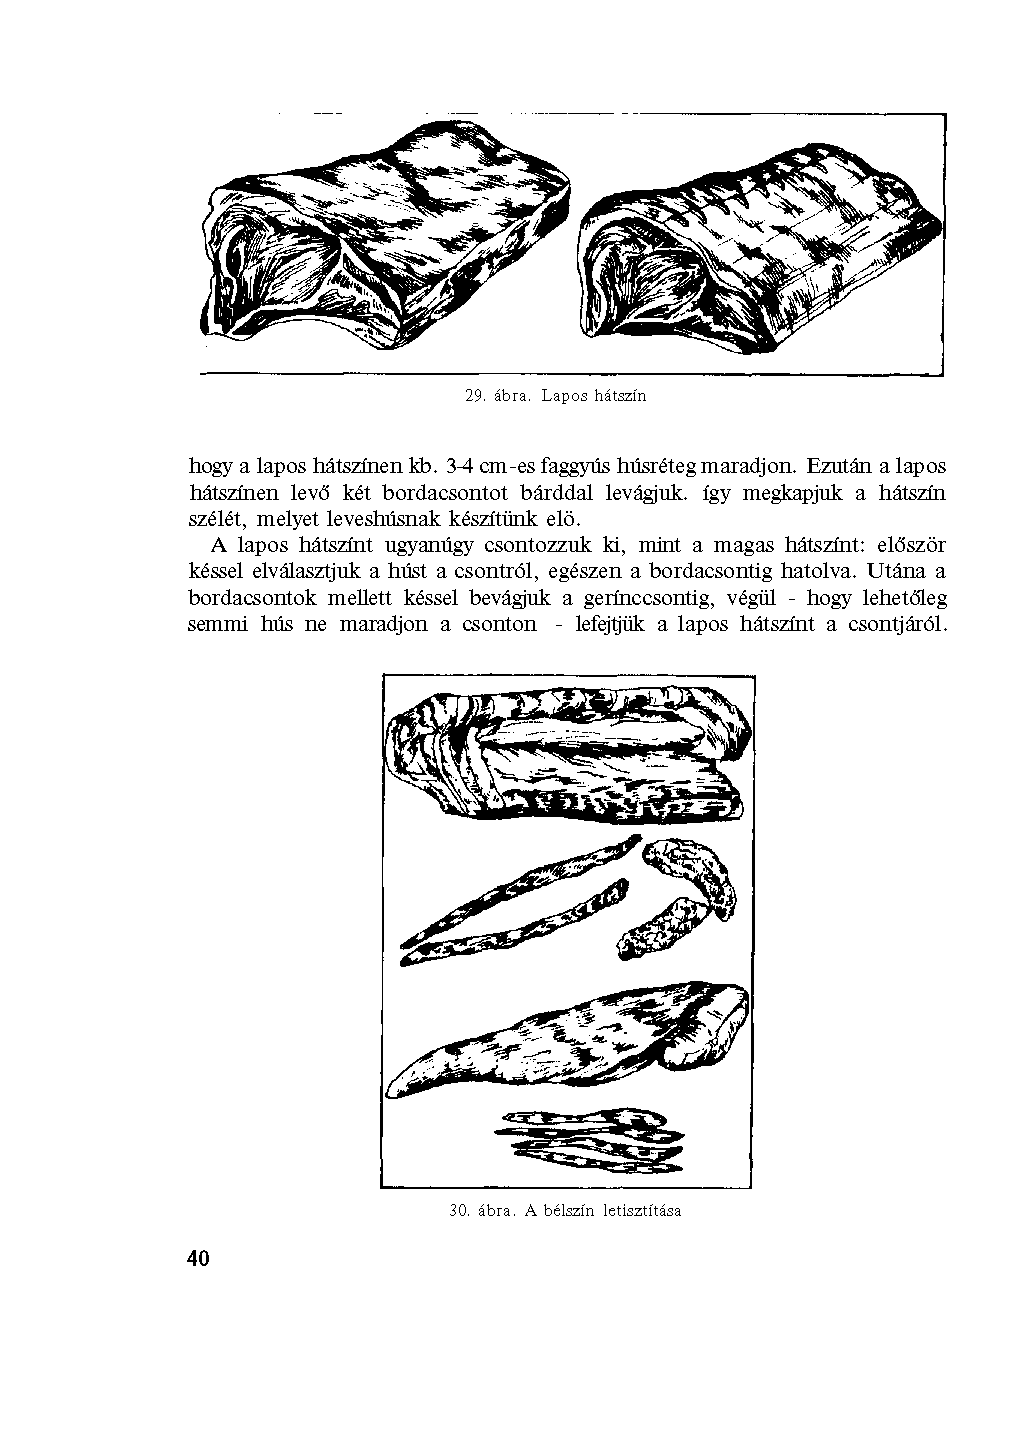 29. ábra. Lapos hátszín
hogy a lapos hátszínen kb. 3-4 cm-es faggyús húsréteg maradjon. Ezután a lapos
hátszínen levő két bordacsontot bárddal levágjuk. így megkapjuk a hátszín
szélét, melyet leveshúsnak készítünk elö.
A lapos hátszínt ugyanúgy csontozzuk ki, mint a magas hátszínt: először
késsel elválasztjuk a húst a csontról, egészen a bordacsontig hatolva. Utána a
bordacsontok mellett késsel bevágjuk a gerínccsontig, végül - hogy lehetőleg
semmi hús ne maradjon a csonton - lefejtjük a lapos hátszínt a csontjáról.
30. ábra. A bélszín letisztítása
40